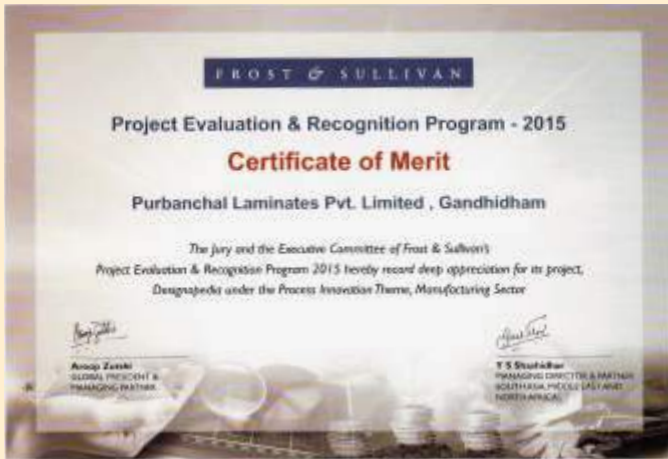 FROST & SULLIVAN
Project Evaluation & Recognition Program - 2015
Certificate of Merit
Purbanchal Laminates Pvt. Limited , Gandhidham
The Jury and the Executive Committee of Frost & Sullivan's
Project Evaluation & Recognition Program 2015 hereby record deep appreciation for its project,
Designopedia under the Process Innovation Theme, Manufacturing Sector
Aroop Zutshi
GLOBAL PRESIDENT &
MANAGING PARTNER
Y S Shashidhar
MANAGING DIRECTOR & PARTNER
SOUTH ASIA, MIDDLE EAST AND
NORTH AFRICA